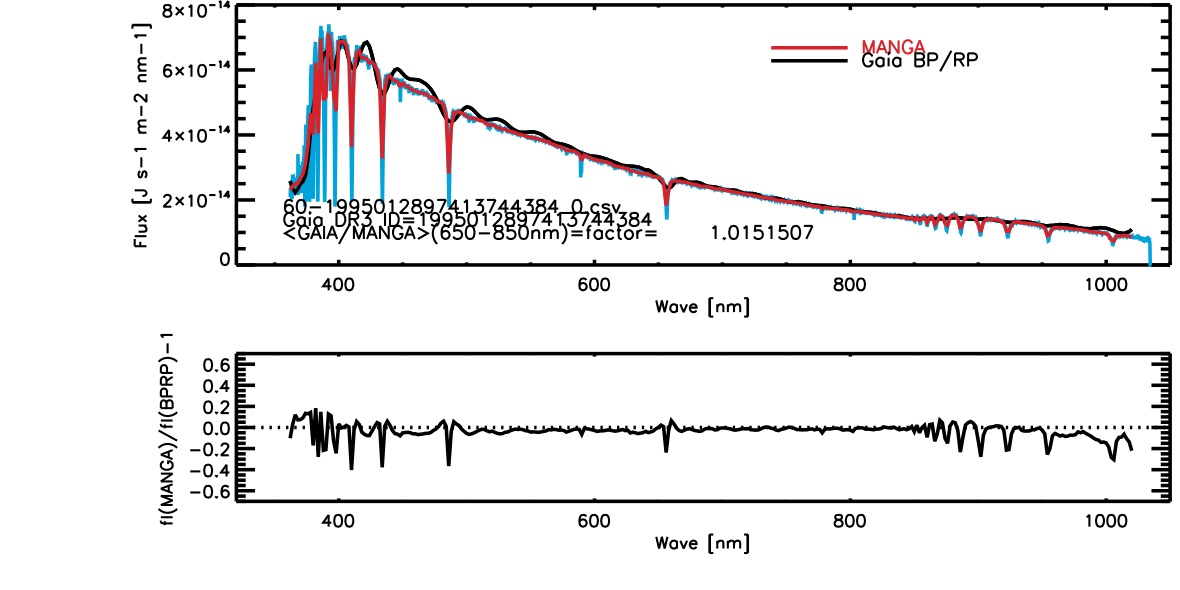 8×10-14
6×10-14
4×10-14
2×10-14
0
Flux [J s-1 m-2 nm-1]
MANGA
Gaia BP/RP
60-1995012897413744384_0.csv
Gaia DR3 ID=1995012897413744384
<GAIA/MANGA>(650-850nm)=factor= 1.0151507
400 600 800 1000
Wave [nm]
fl(MANGA)/fl(BPRP)-1
0.6
0.4
0.2
0.0
-0.2
-0.4
-0.6
400 600 800 1000
Wave [nm]